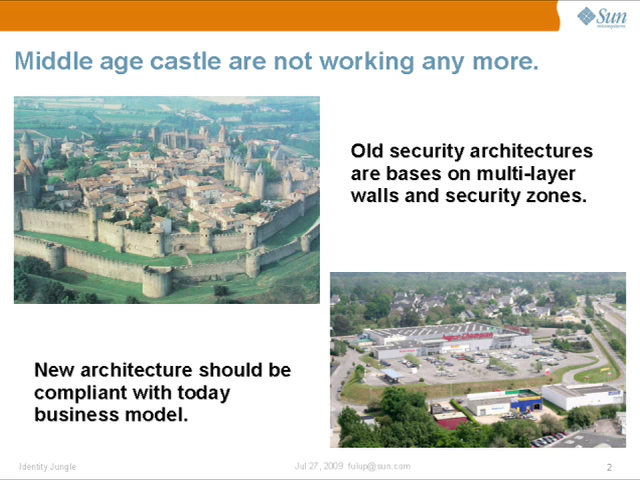 Sun
microsystems
Middle age castle are not working any more.
Old security architectures
are bases on multi-layer
walls and security zones.
New architecture should be
compliant with today
business model.
Identity Jungle
Jul 27, 2009 fulup@sun.com
2